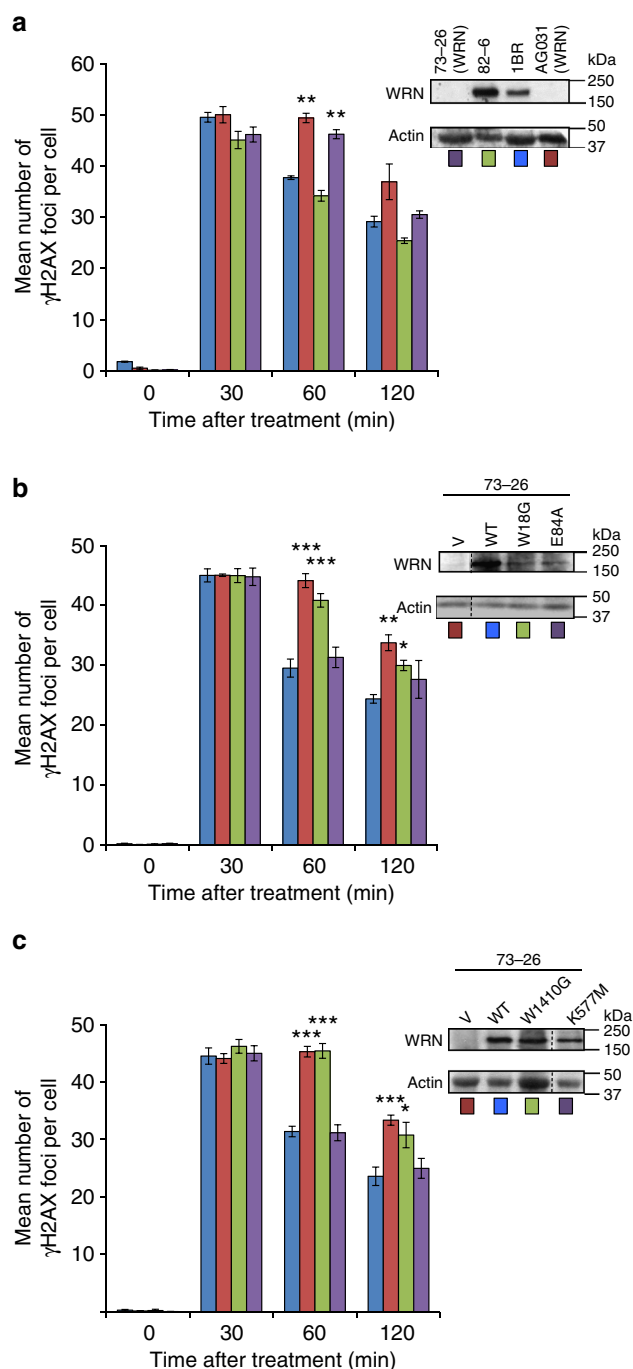 a
Mean number of
γH2AX foci per cell
60
50
40
30
20
10
0
**
**
0 30 60 120
Time after treatment (min)
73–26
(WRN)
82–6
1BR
AG031
(WRN)
kDa
WRN
250
150
Actin
50
37
b
Mean number of
γH2AX foci per cell
50
40
30
20
10
0
***
***
**
*
0 30 60 120
Time after treatment (min)
73–26
V WT W18G E84A
kDa
WRN
250
150
Actin
50
37
c
Mean number of
γH2AX foci per cell
50
40
30
20
10
***
***
***
*
0 30 60 120
Time after treatment (min)
73–26
V WT W1410G K577M
kDa
WRN
250
150
Actin
50
37